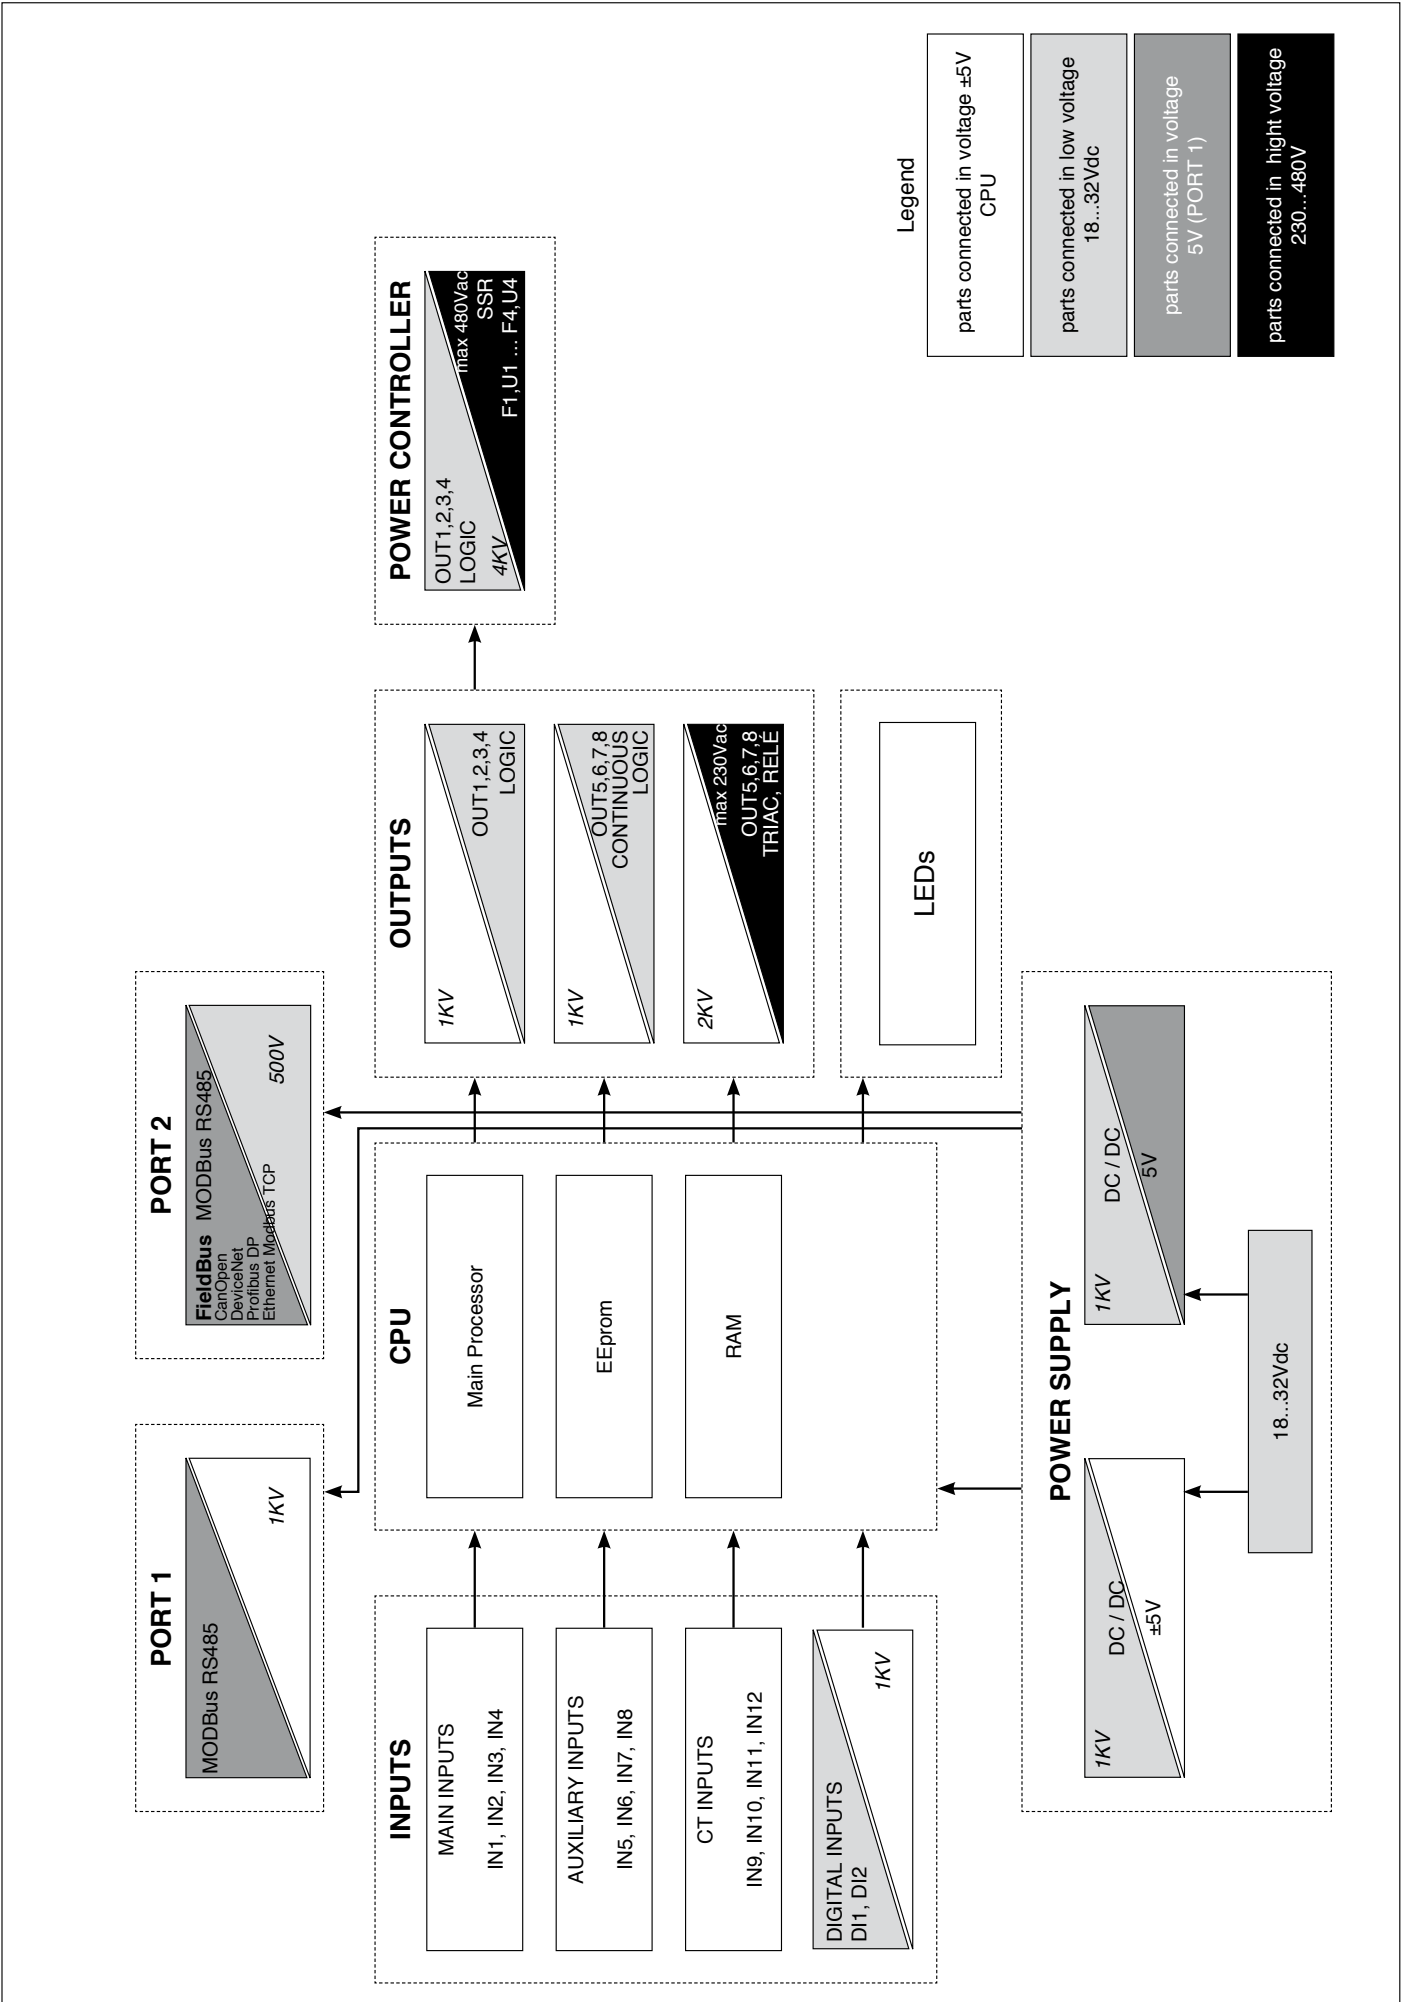 PORT 1
MODBus RS485
1KV
PORT 2
FieldBus MODBus RS485
CanOpen
DeviceNet
Profibus DP
Ethernet Modbus TCP
500V
INPUTS
MAIN INPUTS
IN1, IN2, IN3, IN4
AUXILIARY INPUTS
IN5, IN6, IN7, IN8
CT INPUTS
IN9, IN10, IN11, IN12
DIGITAL INPUTS
DI1, DI2
1KV
CPU
Main Processor
EEprom
RAM
OUTPUTS
1KV
OUT1,2,3,4
LOGIC
1KV
OUT5,6,7,8
CONTINUOUS
LOGIC
2KV
max 230Vac
OUT5,6,7,8
TRIAC, RELÉ
LEDs
POWER CONTROLLER
OUT1,2,3,4
LOGIC
4KV
max 480Vac
SSR
F1,U1 ... F4,U4
POWER SUPPLY
1KV
DC / DC
±5V
1KV
DC / DC
5V
18...32Vdc
Legend
parts connected in voltage ±5V
CPU
parts connected in low voltage
18...32Vdc
parts connected in voltage
5V (PORT 1)
parts connected in hight voltage
230...480V